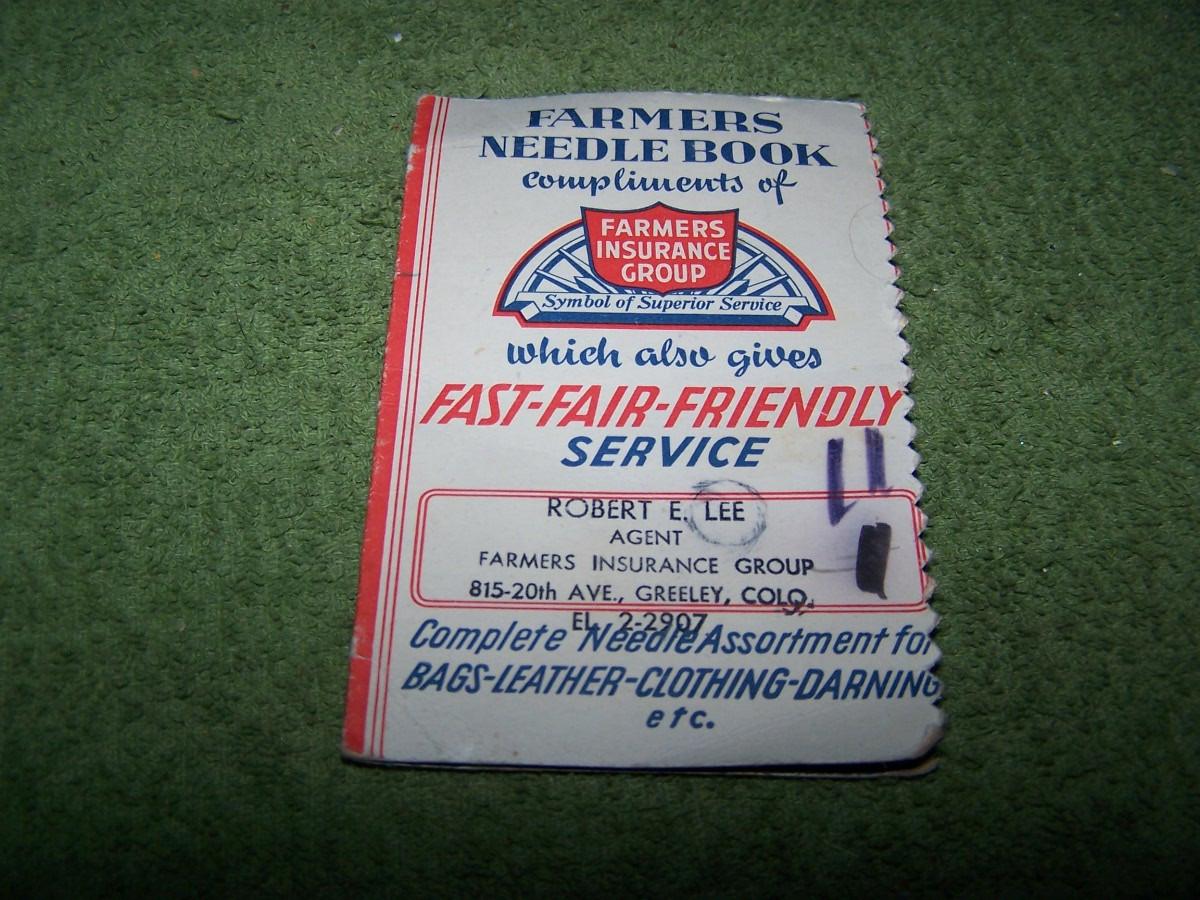 FARMERS
NEEDLE BOOK
compliments of
FARMERS
INSURANCE
GROUP
Symbol of Superior Service
which also gives
FAST-FAIR-FRIENDLY
SERVICE
ROBERT E. LEE
AGENT
FARMERS INSURANCE GROUP
815-20th AVE., GREELEY, COLO.
EL 2-2907
Complete Needle Assortment for
BAGS-LEATHER-CLOTHING-DARNING
etc.